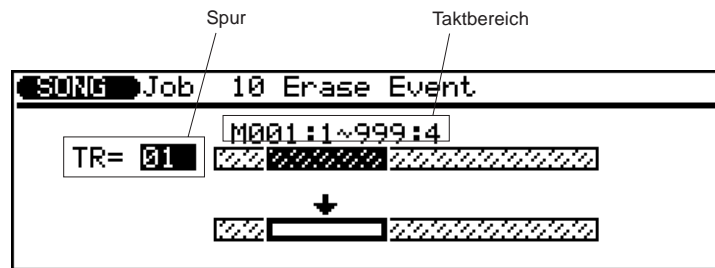 Spur Taktbereich
SONG Job 10 Erase Event
M001:1~999:4
TR= 01